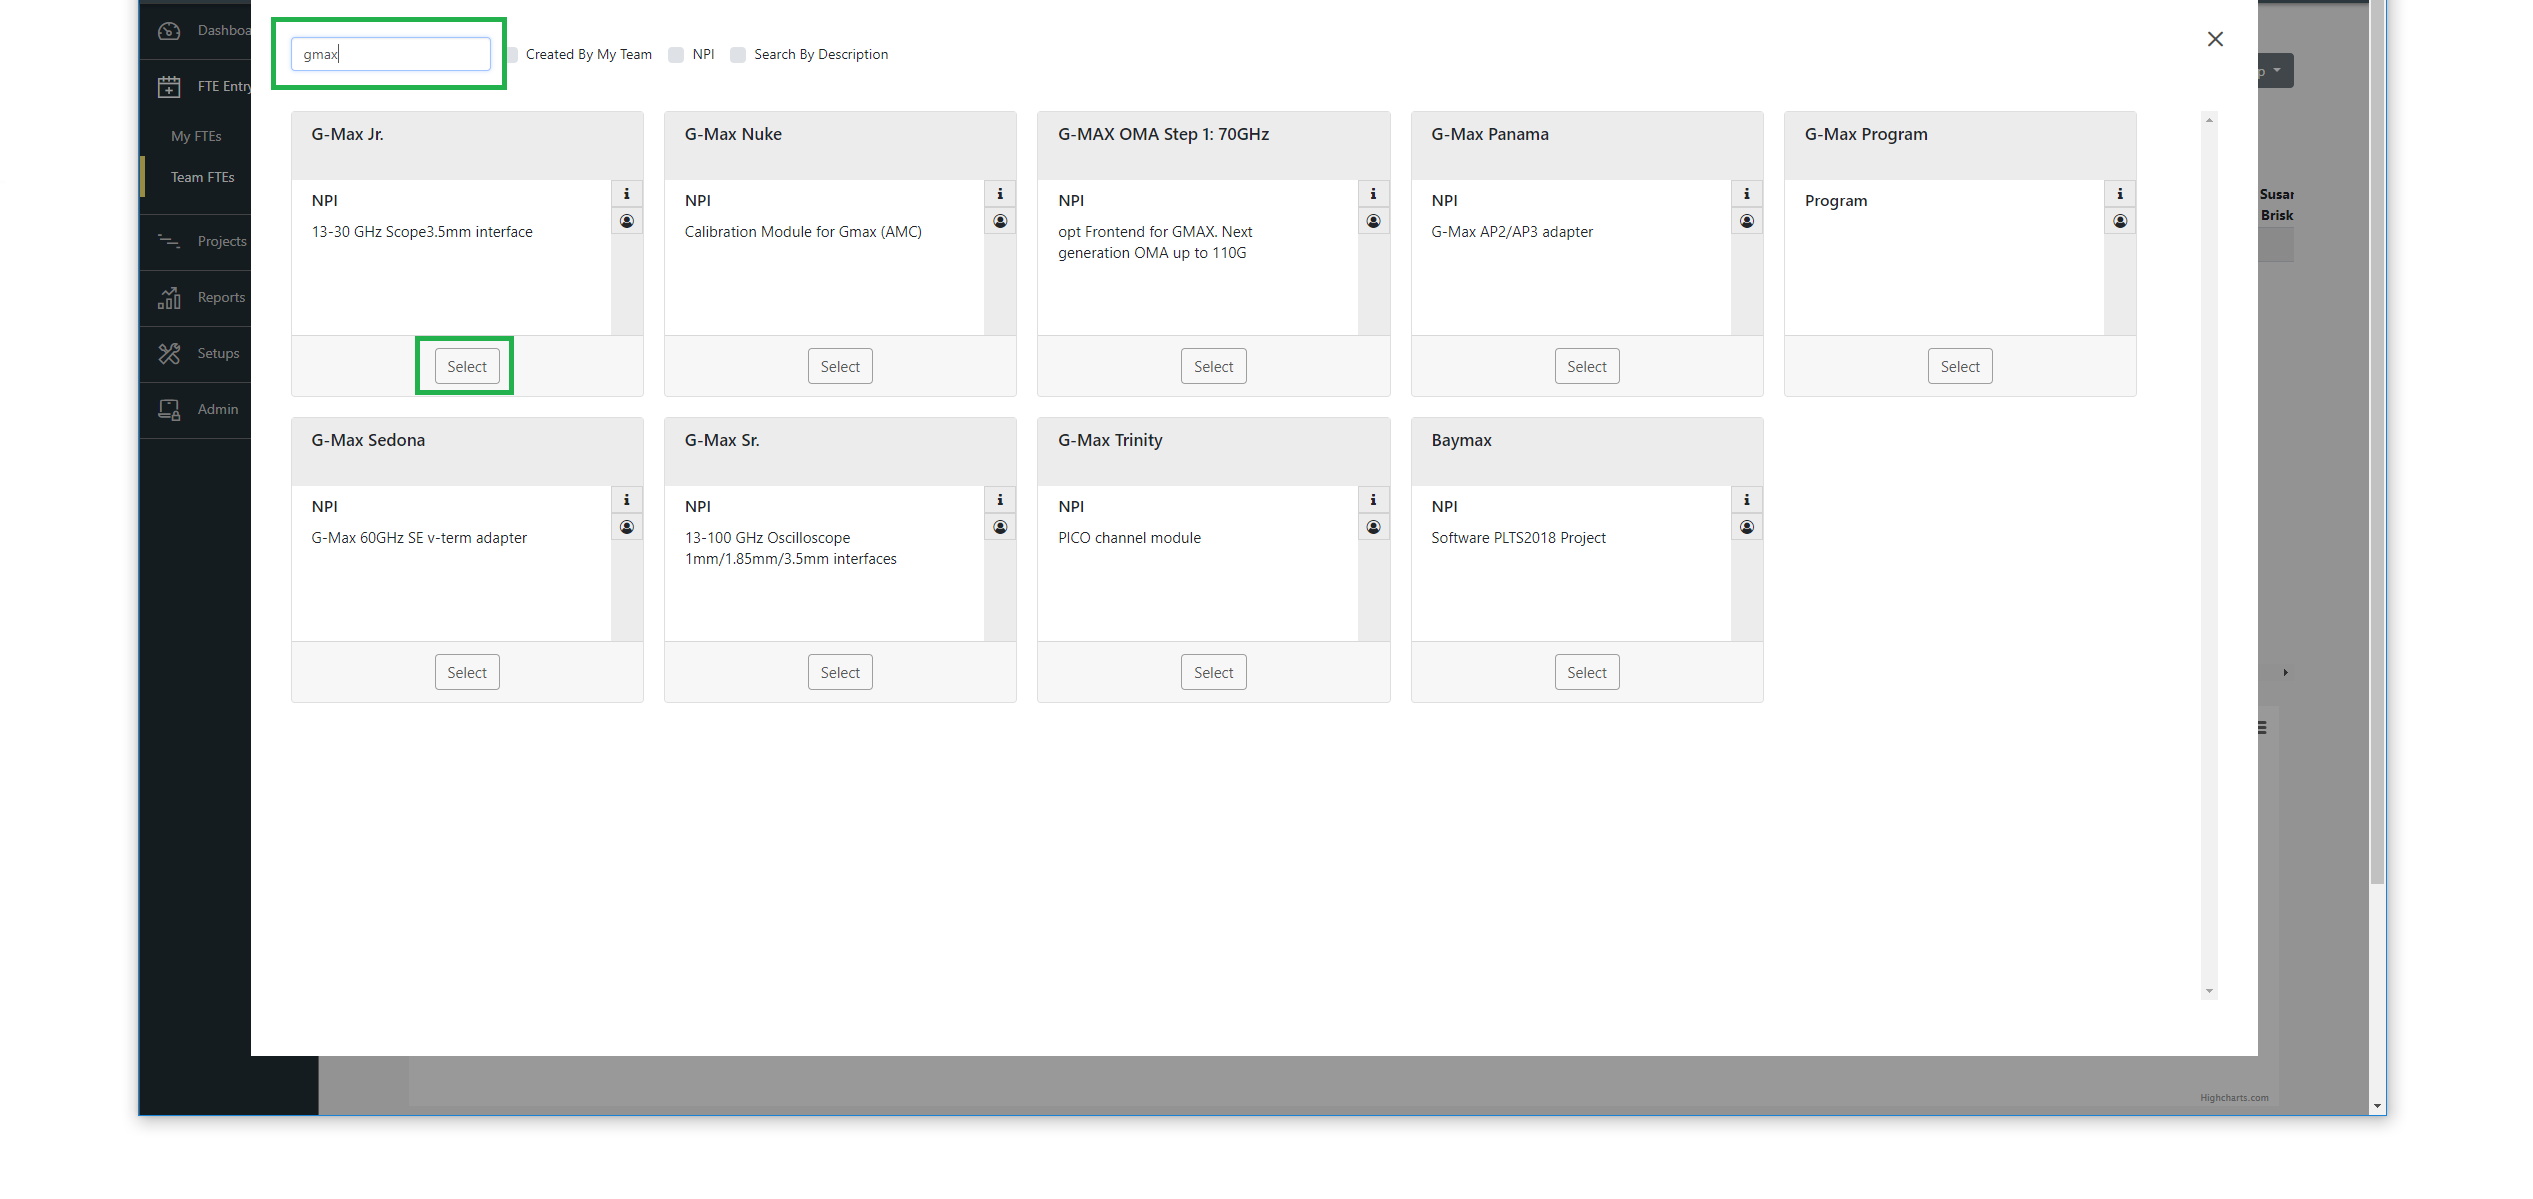 Dashboa
FTE Entry
My FTEs
Team FTEs
Projects
Reports
Setups
Admin
gmax
Created By My Team
NPI
Search By Description
p
Susan
Brisk
G-Max Jr.
NPI
13-30 GHz Scope3.5mm interface
Select
G-Max Nuke
NPI
Calibration Module for Gmax (AMC)
Select
G-MAX OMA Step 1: 70GHz
NPI
opt Frontend for GMAX. Next
generation OMA up to 110G
Select
G-Max Panama
NPI
G-Max AP2/AP3 adapter
Select
G-Max Program
Program
Select
G-Max Sedona
NPI
G-Max 60GHz SE v-term adapter
Select
G-Max Sr.
NPI
13-100 GHz Oscilloscope
1mm/1.85mm/3.5mm interfaces
Select
G-Max Trinity
NPI
PICO channel module
Select
Baymax
NPI
Software PLTS2018 Project
Select
Highcharts.com